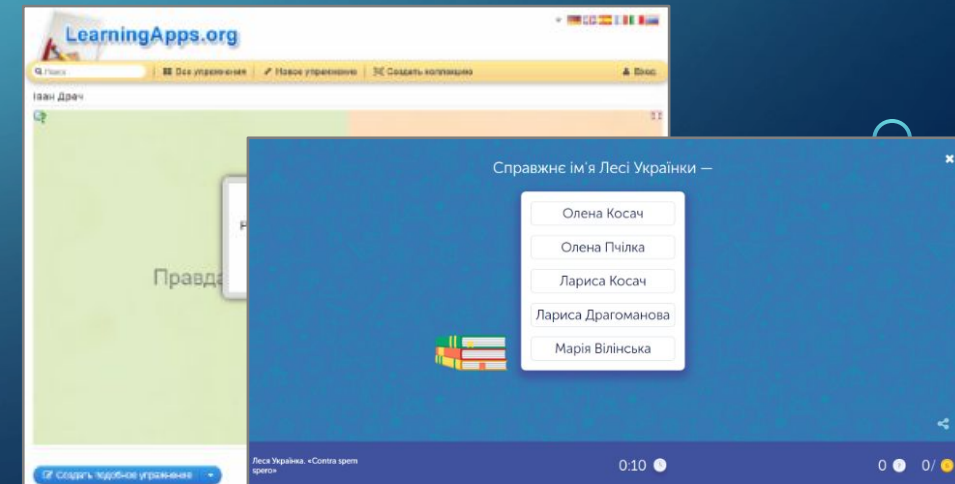 LearningApps.org
Поиск
Все упражнения
Новое упражнение
Создать коллекцию
Вход
Іван Драч
Правда
Справжнє ім'я Лесі Українки —
Олена Косач
Олена Пчілка
Лариса Косач
Лариса Драгоманова
Марія Вілінська
Создать подобное упражнение
Леся Українка. «Contra spem
spero»
0:10
0
0/